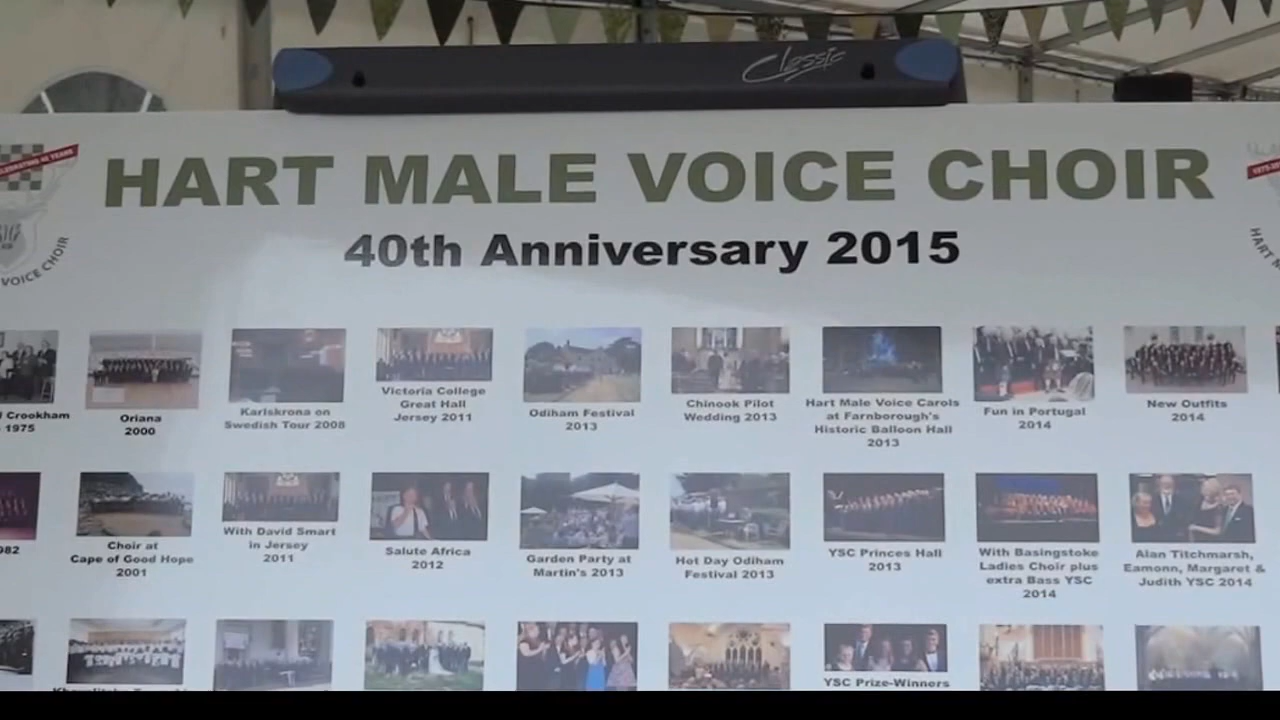 Classic
HART MALE VOICE CHOIR
40th Anniversary 2015
VOICE CHOIR
HART
Crookham
1975
Oriana
2000
Karlskrona on
Swedish Tour 2008
Victoria College
Great Hall
Jersey 2011
Odiham Festival
2013
Chinook Pilot
Wedding 2013
Hart Male Voice Carols
at Farnborough's
Historic Balloon Hall
2013
Fun in Portugal
2014
New Outfits
2014
982
Choir at
Cape of Good Hope
2001
With David Smart
in Jersey
2011
Salute Africa
2012
Garden Party at
Martin's 2013
Hot Day Odiham
Festival 2013
YSC Princes Hall
2013
With Basingstoke
Ladies Choir plus
extra Bass YSC
2014
Alan Titchmarsh,
Eamonn, Margaret &
Judith YSC 2014
YSC Prize-Winners